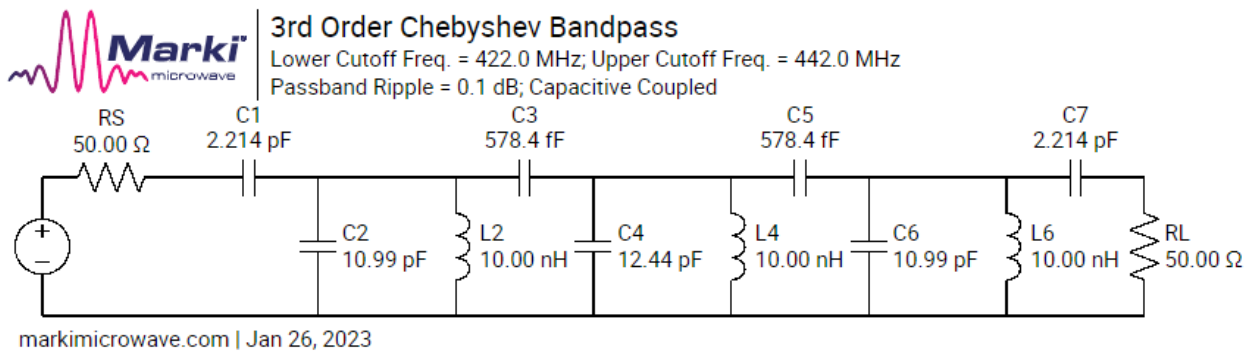 Marki
microwave
3rd Order Chebyshev Bandpass
Lower Cutoff Freq. = 422.0 MHz; Upper Cutoff Freq. = 442.0 MHz
Passband Ripple = 0.1 dB; Capacitive Coupled
RS
50.00 Ω
C1
2.214 pF
C3
578.4 fF
C5
578.4 fF
C7
2.214 pF
+
−
C2
10.99 pF
L2
10.00 nH
C4
12.44 pF
L4
10.00 nH
C6
10.99 pF
L6
10.00 nH
RL
50.00 Ω
markimicrowave.com | Jan 26, 2023